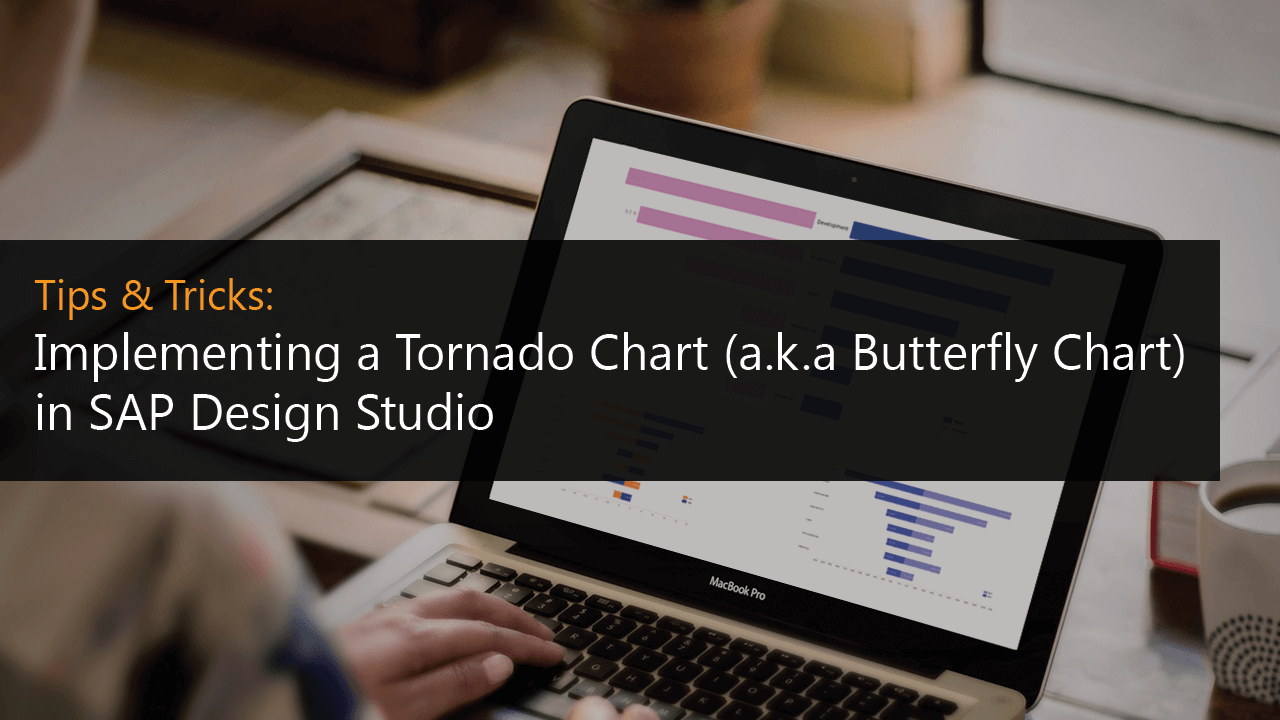 Development
Tips & Tricks:
Implementing a Tornado Chart (a.k.a Butterfly Chart)
in SAP Design Studio
MacBook Pro